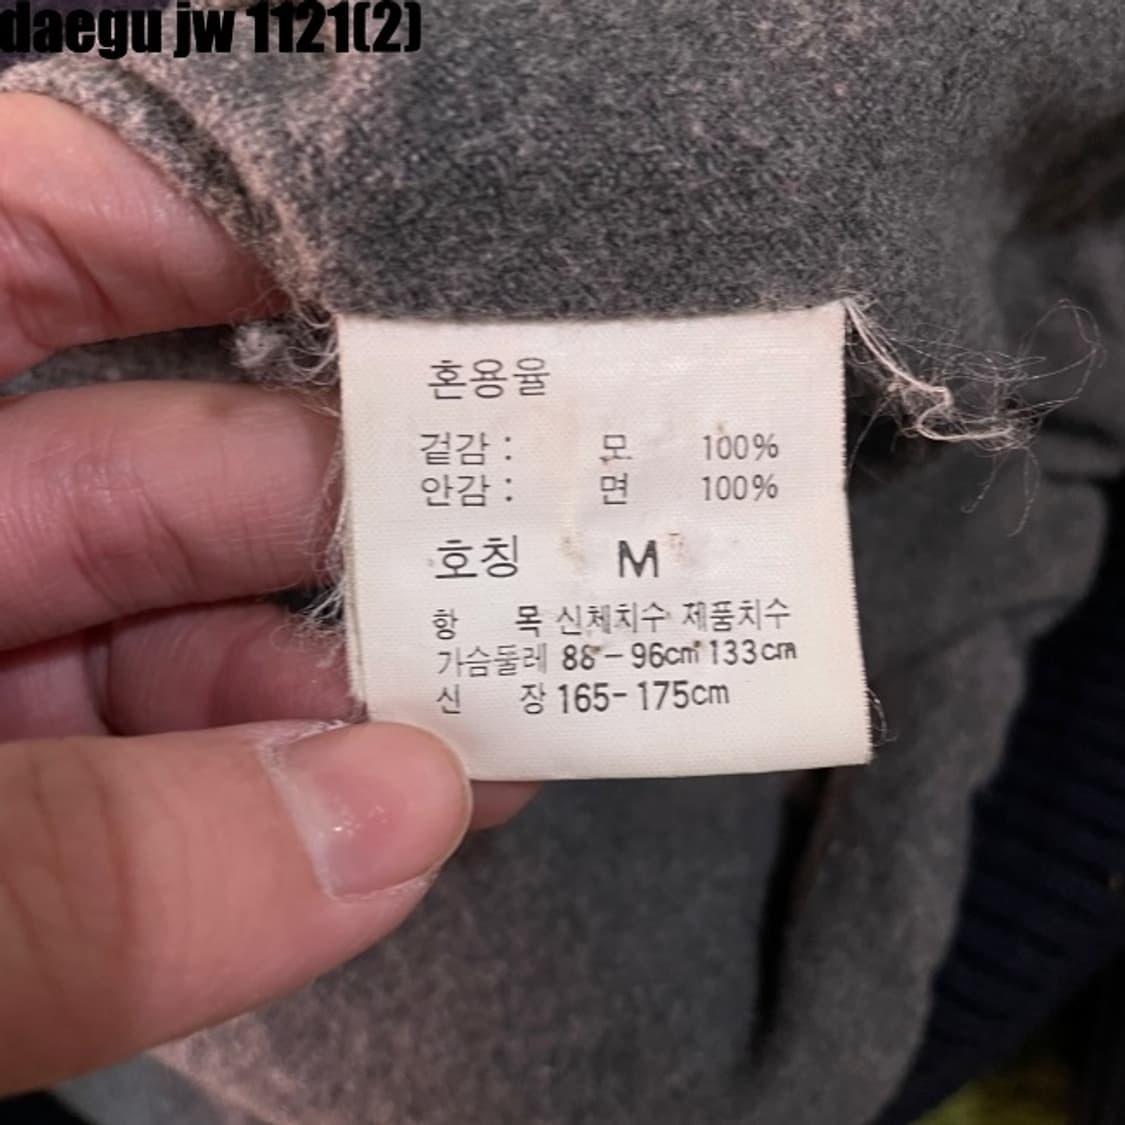 daegu jw 1121(2)
혼용율
겉감 : 모 100%
안감 : 면 100%
호칭 M
항 목 신체치수 제품치수
가슴둘레 88-96cm 133cm
신 장 165-175cm